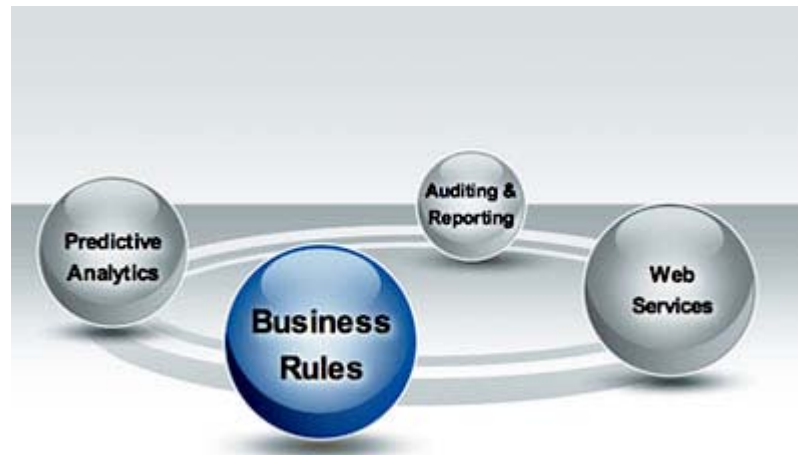 Auditing &
Reporting
Predictive
Analytics
Web
Services
Business
Rules